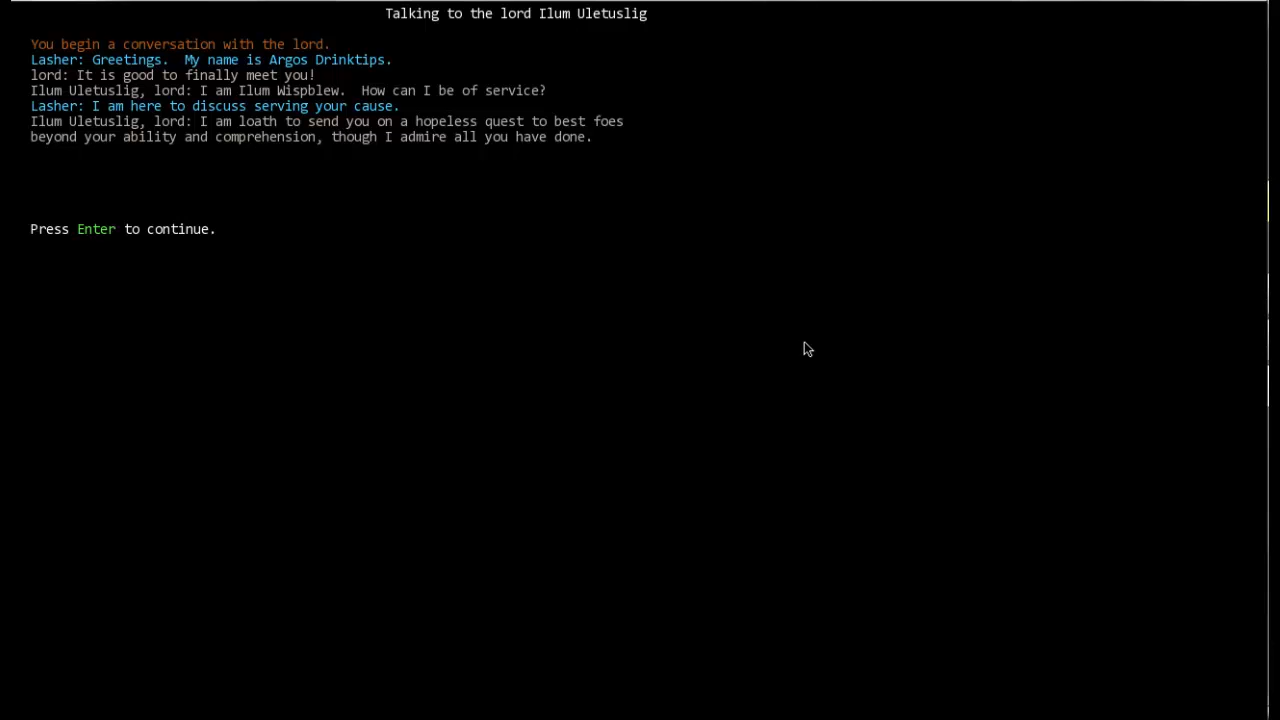 Talking to the lord Ilum Uletuslig
You begin a conversation with the lord.
Lasher: Greetings.  My name is Argos Drinktips.
lord: It is good to finally meet you!
Ilum Uletuslig, lord: I am Ilum Wispblew.  How can I be of service?
Lasher: I am here to discuss serving your cause.
Ilum Uletuslig, lord: I am loath to send you on a hopeless quest to best foes
beyond your ability and comprehension, though I admire all you have done.
Press Enter to continue.